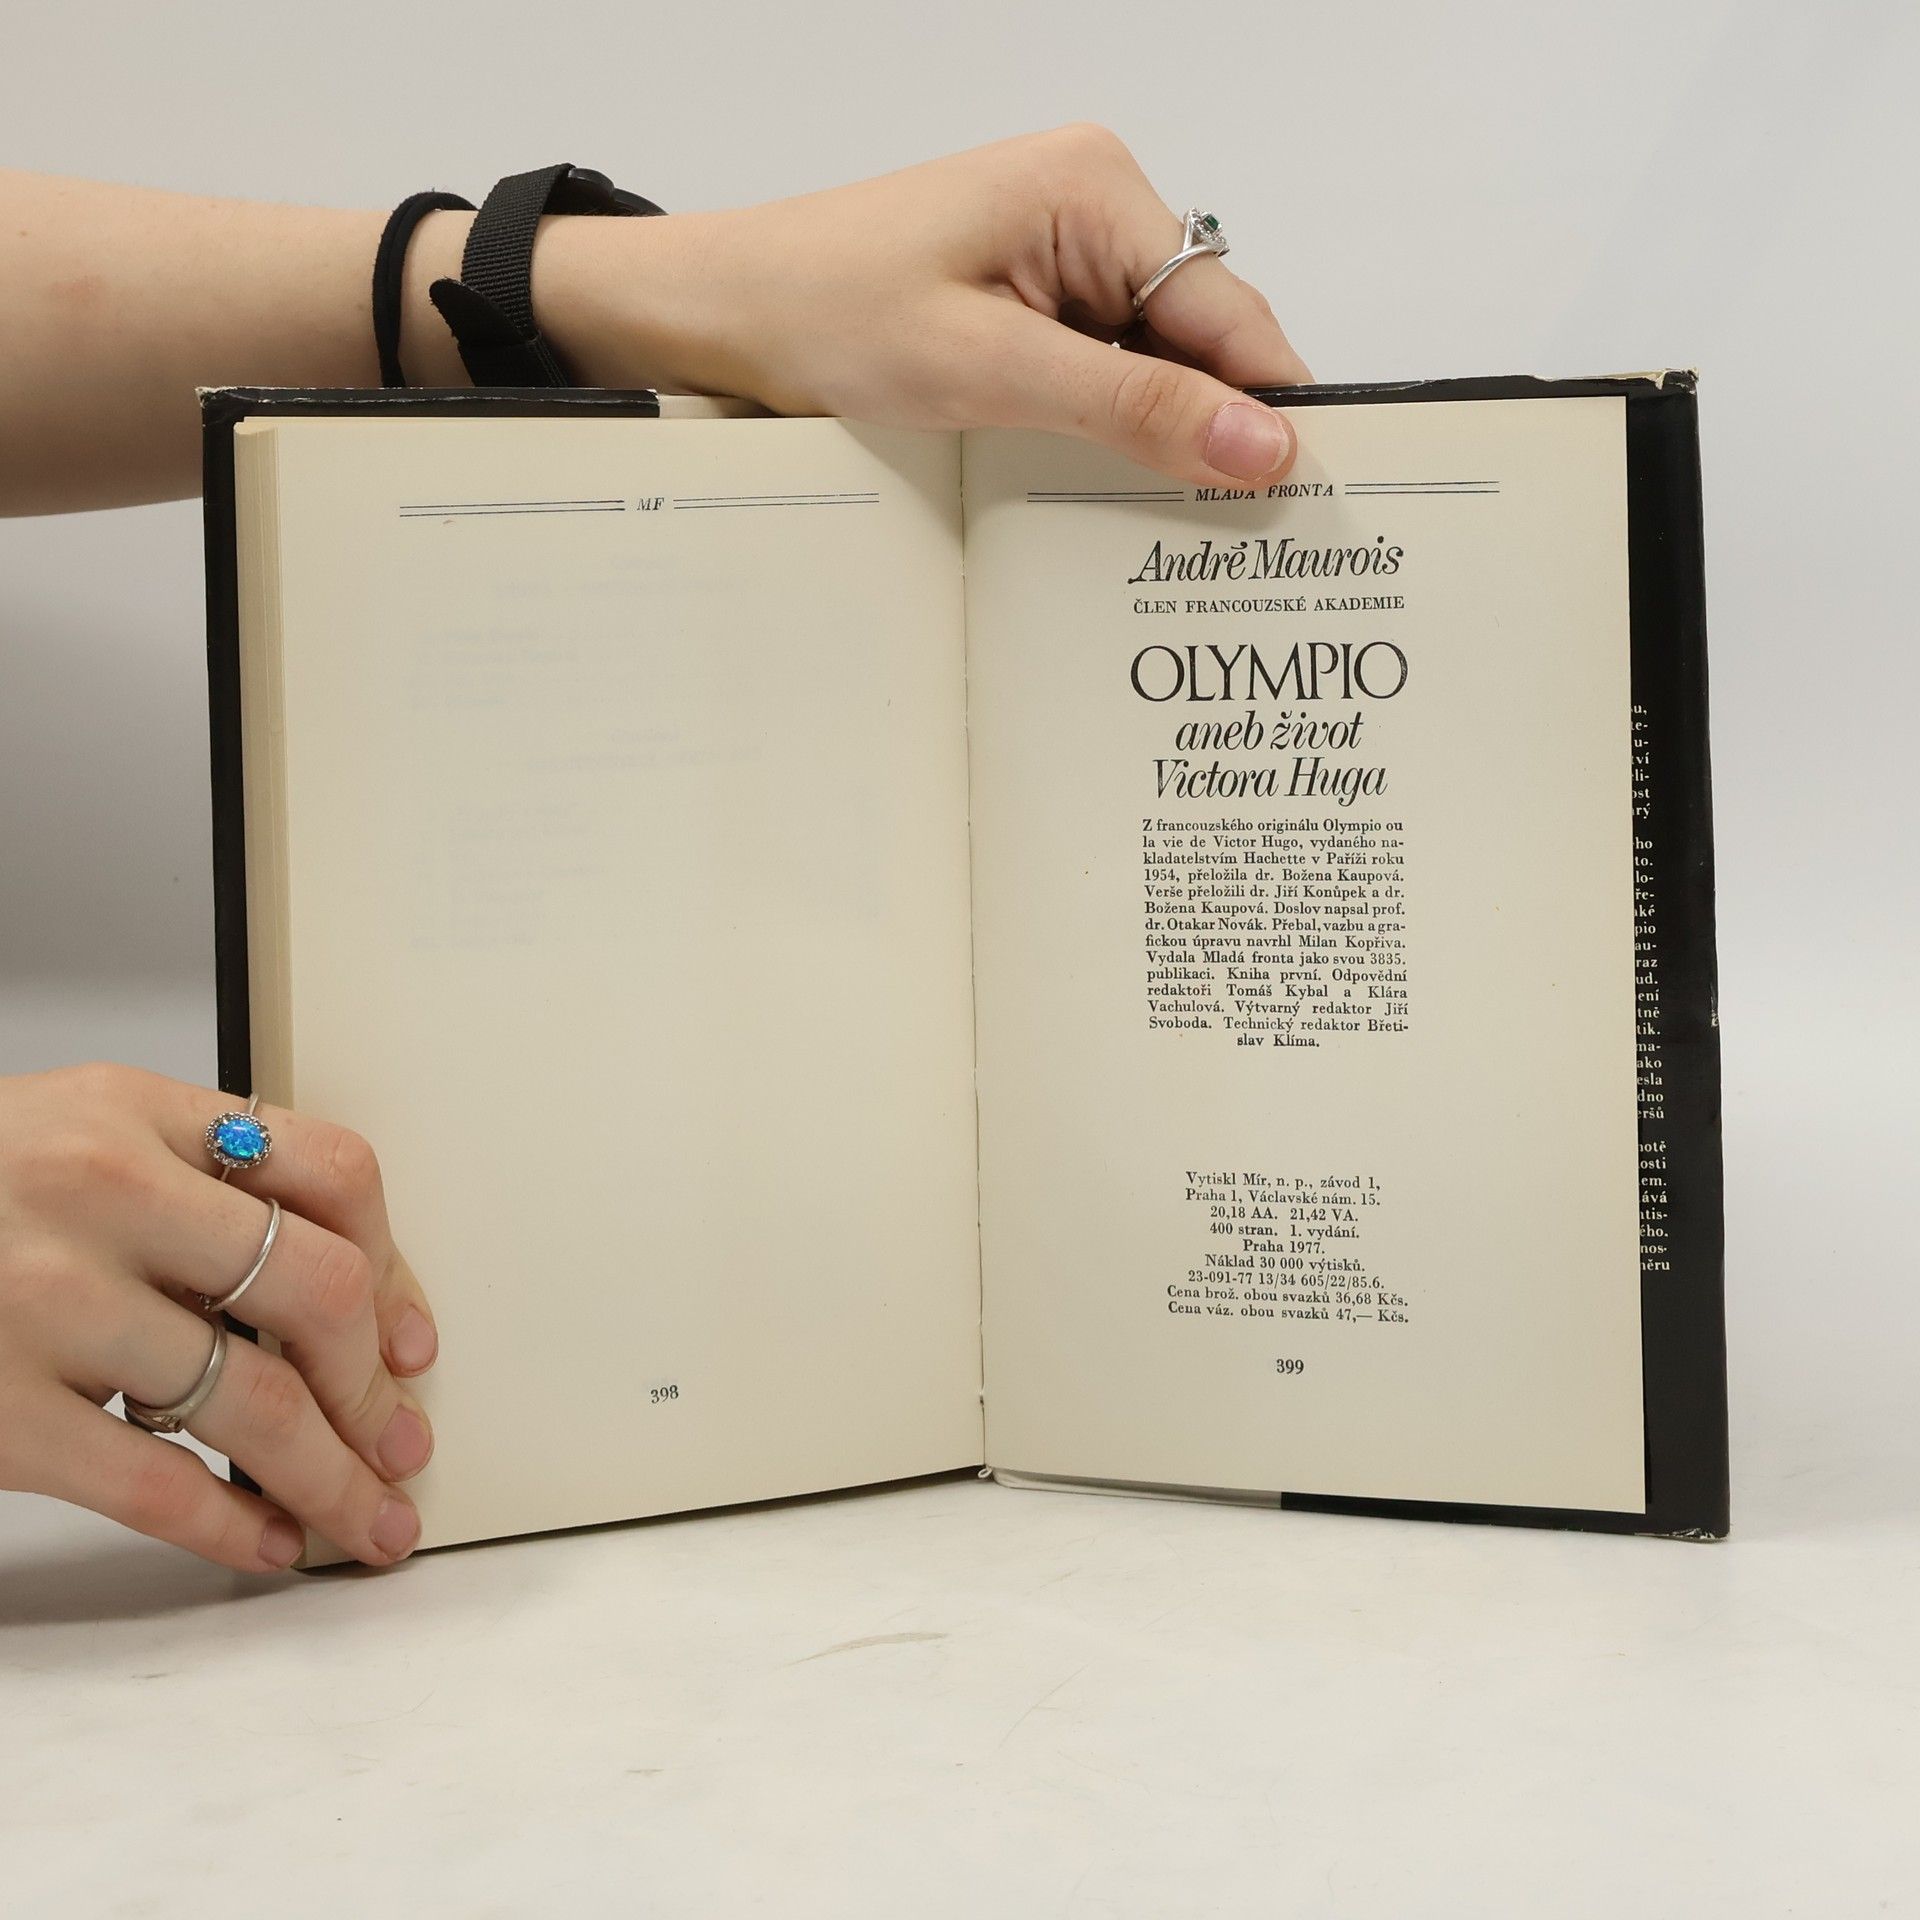 MF
398
MLADÁ FRONTA
André Maurois
ČLEN FRANCOUZSKÉ AKADEMIE
OLYMPIO
aneb život
Victora Huga
Z francouzského originálu Olympio ou
la vie de Victor Hugo, vydaného na-
kladatelstvím Hachette v Paříži roku
1954, přeložila dr. Božena Kaupová.
Verše přeložili dr. Jiří Konůpek a dr.
Božena Kaupová. Doslov napsal prof.
dr. Otakar Novák. Přebal, vazbu a gra-
fickou úpravu navrhl Milan Kopřiva.
Vydala Mladá fronta jako svou 3835.
publikaci. Kniha první. Odpovědní
redaktoři Tomáš Kybal a Klára
Vachulová. Výtvarný redaktor Jiří
Svoboda. Technický redaktor Břeti-
slav Klíma.
Vytiskl Mír, n. p., závod 1,
Praha 1, Václavské nám. 15.
20,18 AA. 21,42 VA.
400 stran. 1. vydání.
Praha 1977.
Náklad 30 000 výtisků.
23-091-77 13/34 605/22/85.6.
Cena brož. obou svazků 36,68 Kčs.
Cena váz. obou svazků 47,— Kčs.
399